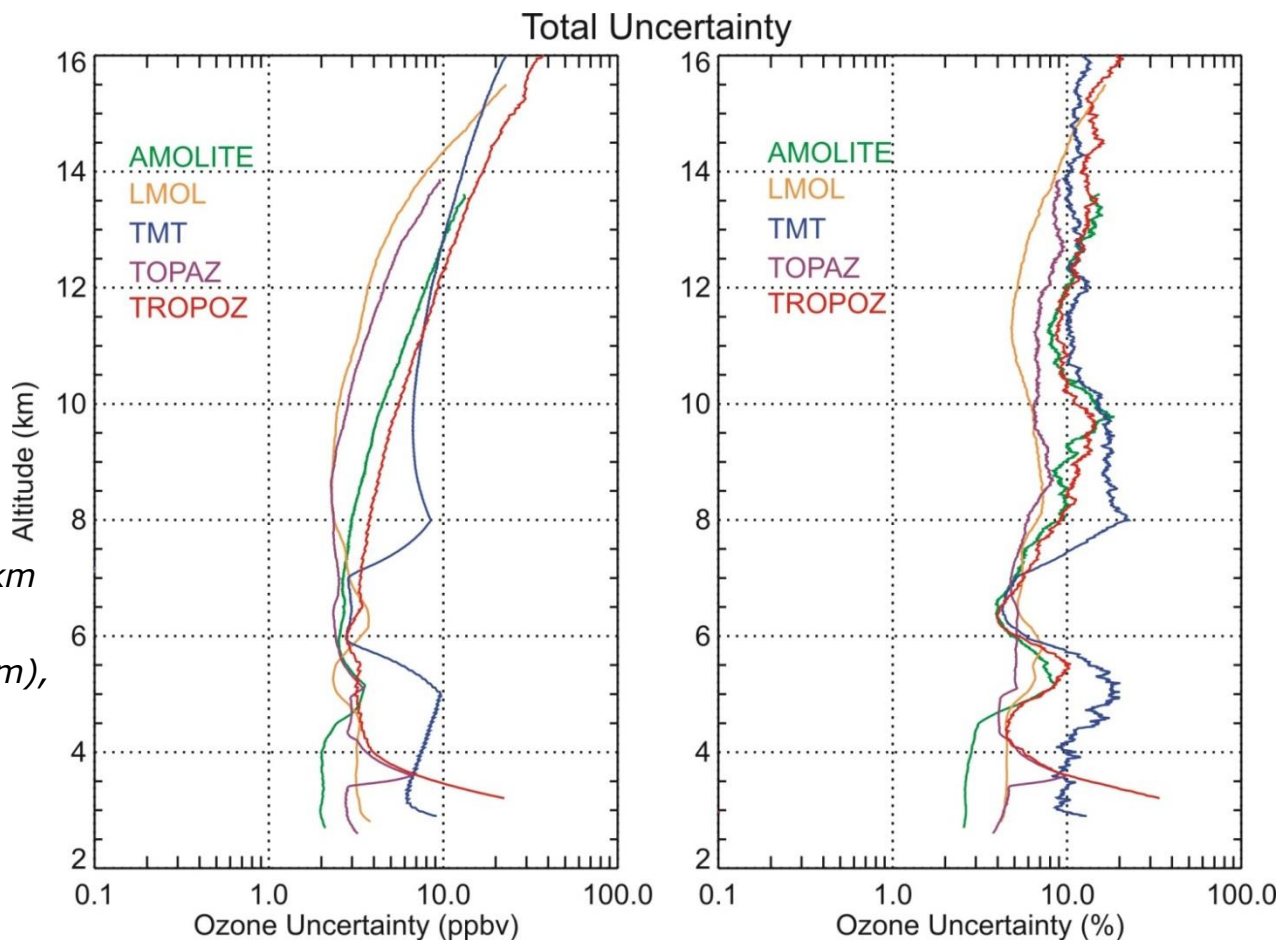 Total Uncertainty
16
14
12
10
8
6
4
2
Altitude (km)
AMOLITE
LMOL
TMT
TOPAZ
TROPOZ
0.1
1.0
10.0
100.0
Ozone Uncertainty (ppbv)
16
14
12
10
8
6
4
2
AMOLITE
LMOL
TMT
TOPAZ
TROPOZ
0.1
1.0
10.0
100.0
Ozone Uncertainty (%)
km
m),